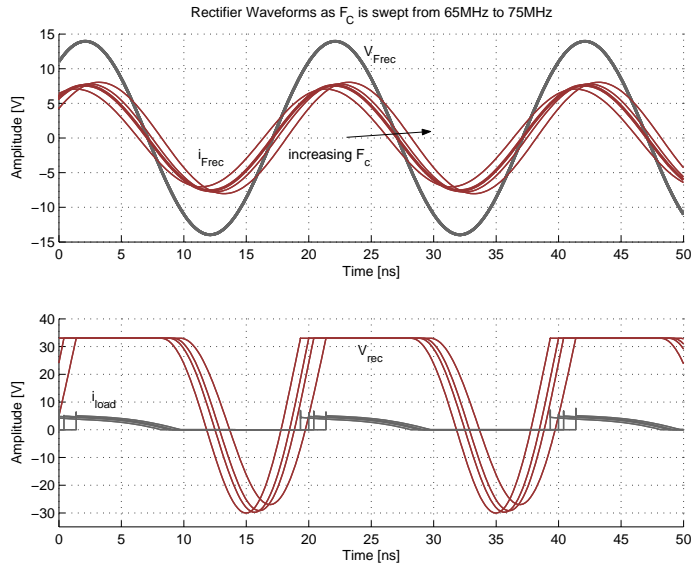 Rectifier Waveforms as F_C is swept from 65MHz to 75MHz
Amplitude [V]
15
10
5
0
−5
−10
−15
V_Frec
i_Frec
increasing F_c
0 5 10 15 20 25 30 35 40 45 50
Time [ns]
Amplitude [V]
40
30
20
10
0
−10
−20
−30
V_rec
i_load
0 5 10 15 20 25 30 35 40 45 50
Time [ns]